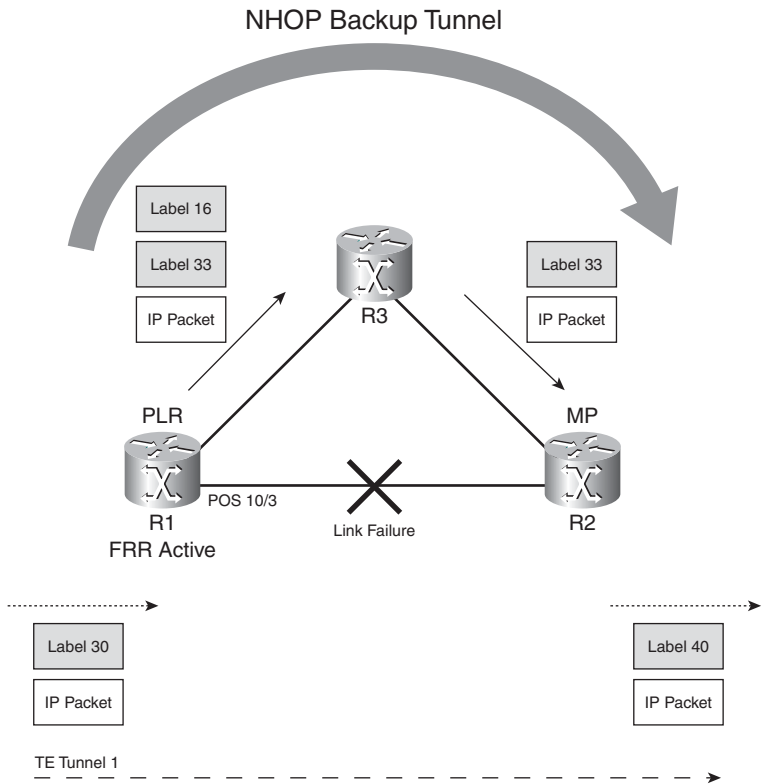 NHOP Backup Tunnel
Label 16
Label 33
IP Packet
Label 33
IP Packet
R3
PLR
MP
POS 10/3
R1
FRR Active
Link Failure
R2
Label 30
IP Packet
Label 40
IP Packet
TE Tunnel 1